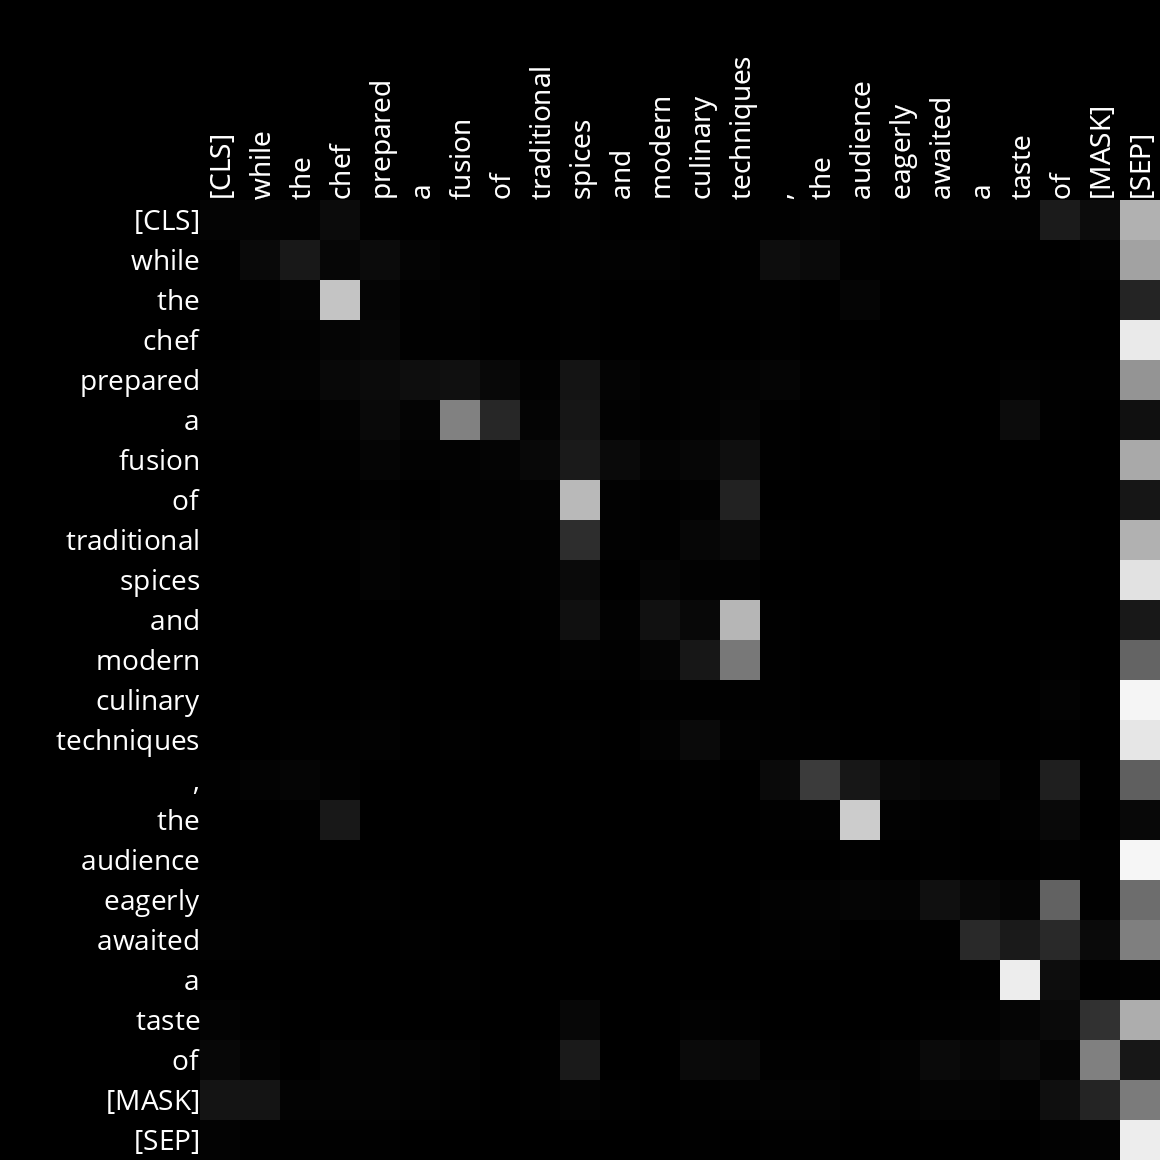 [CLS] while the chef prepared a fusion of traditional spices and modern culinary techniques , the audience eagerly awaited a taste of [MASK] [SEP]
[CLS]
while
the
chef
prepared
a
fusion
of
traditional
spices
and
modern
culinary
techniques
,
the
audience
eagerly
awaited
a
taste
of
[MASK]
[SEP]